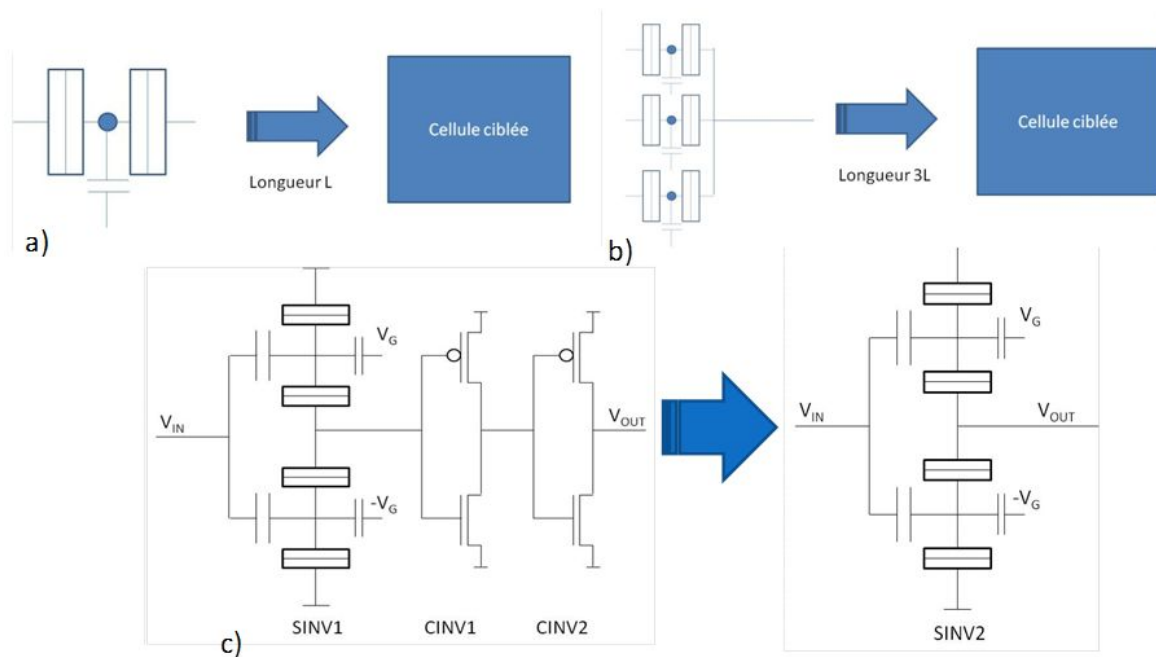 Cellule ciblée
Longueur L
a)
Cellule ciblée
Longueur 3L
b)
V_G
V_IN
-V_G
V_OUT
SINV1
CINV1
CINV2
c)
V_G
V_IN
V_OUT
-V_G
SINV2